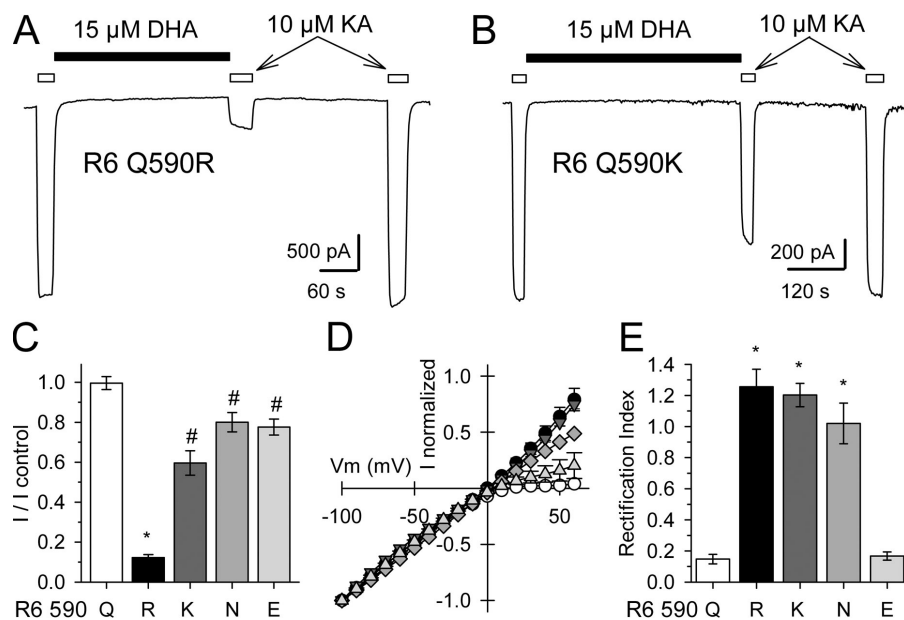 A
15 µM DHA
10 µM KA
R6 Q590R
500 pA
60 s
B
15 µM DHA
10 µM KA
R6 Q590K
200 pA
120 s
C
I / I control
1.0
0.8
0.6
0.4
0.2
0.0
* # # #
R6 590 Q R K N E
D
I normalized
Vm (mV)
1.0
0.5
-100 -50 50
-0.5
-1.0
E
Rectification Index
1.4
1.2
1.0
0.8
0.6
0.4
0.2
0.0
* * *
R6 590 Q R K N E